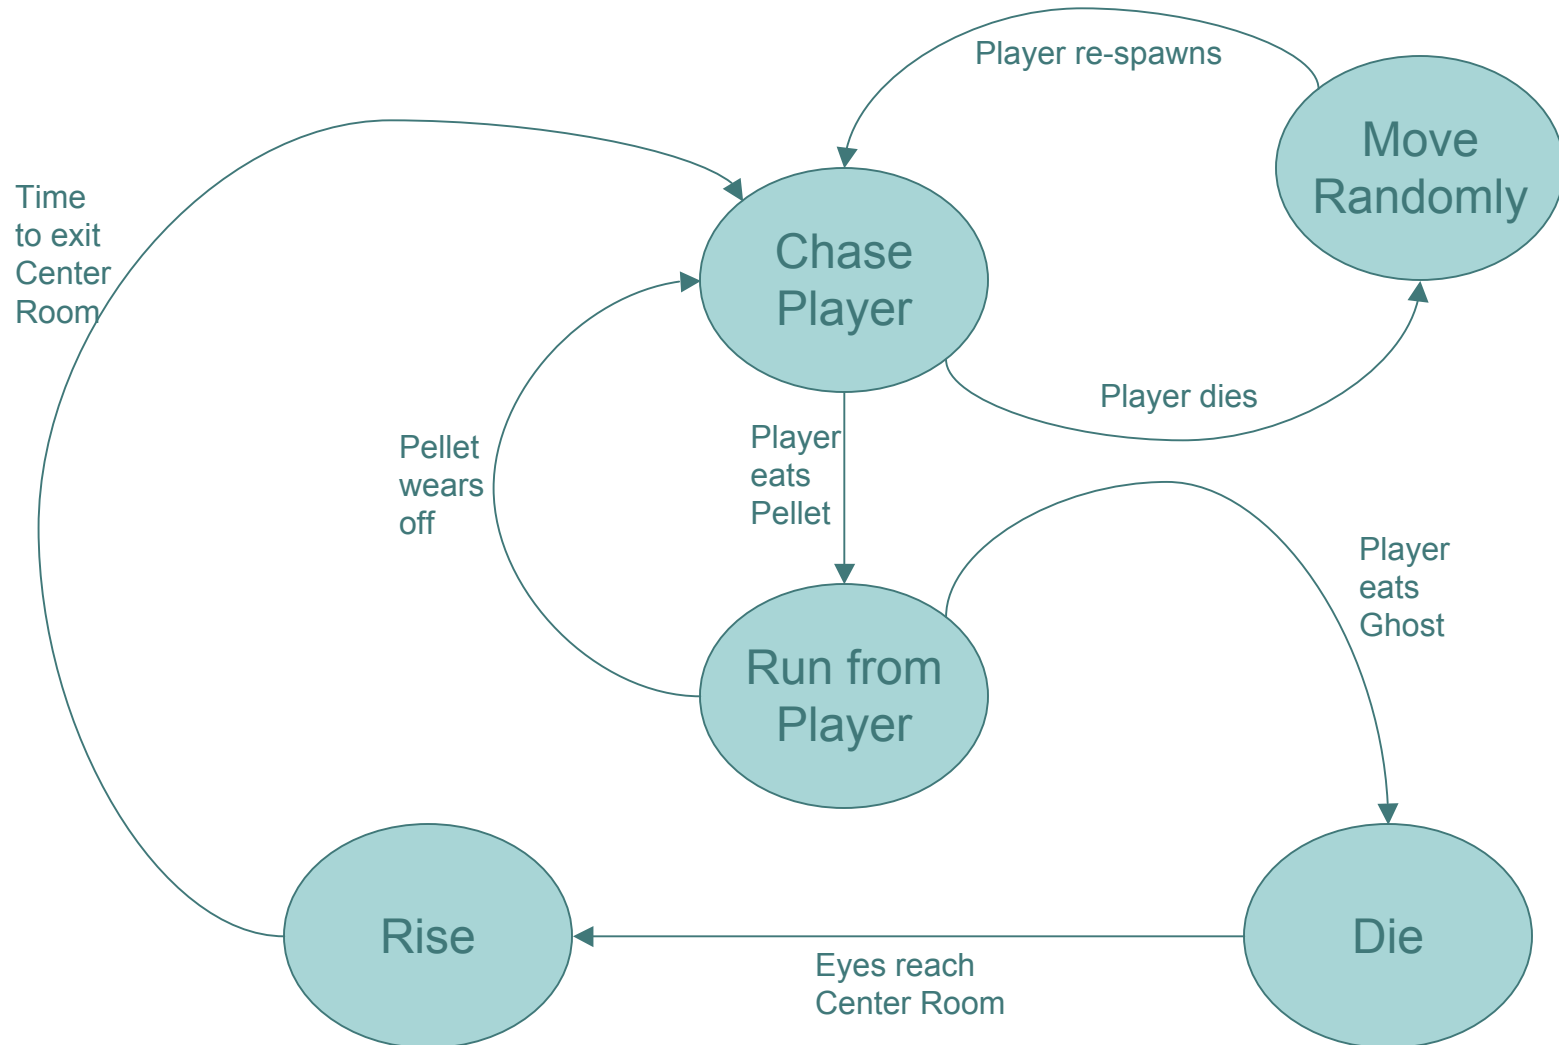 Player re-spawns
Move
Randomly
Time
to exit
Center
Room
Chase
Player
Player dies
Pellet
wears
off
Player
eats
Pellet
Player
eats
Ghost
Run from
Player
Rise
Die
Eyes reach
Center Room